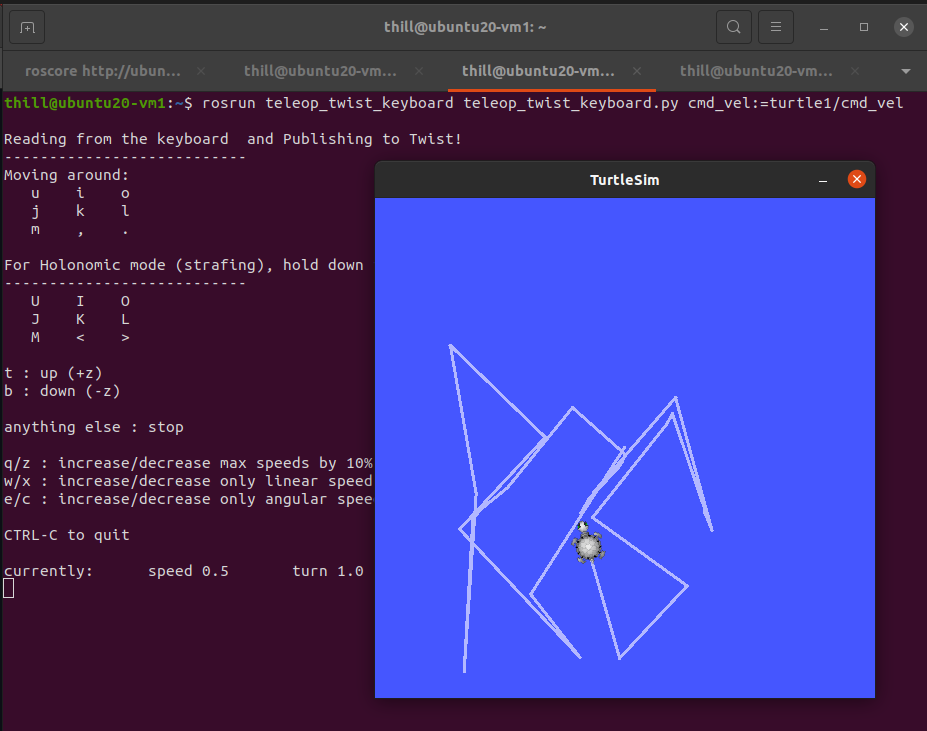 thill@ubuntu20-vm1: ~
roscore http://ubun... thill@ubuntu20-vm... thill@ubuntu20-vm... thill@ubuntu20-vm...
thill@ubuntu20-vm1:~$ rosrun teleop_twist_keyboard teleop_twist_keyboard.py cmd_vel:=turtle1/cmd_vel
Reading from the keyboard  and Publishing to Twist!
---------------------------
Moving around:
   u    i    o
   j    k    l
   m    ,    .
For Holonomic mode (strafing), hold down
---------------------------
   U    I    O
   J    K    L
   M    <    >
t : up (+z)
b : down (-z)
anything else : stop
q/z : increase/decrease max speeds by 10%
w/x : increase/decrease only linear speed
e/c : increase/decrease only angular spee
CTRL-C to quit
currently:      speed 0.5       turn 1.0
TurtleSim